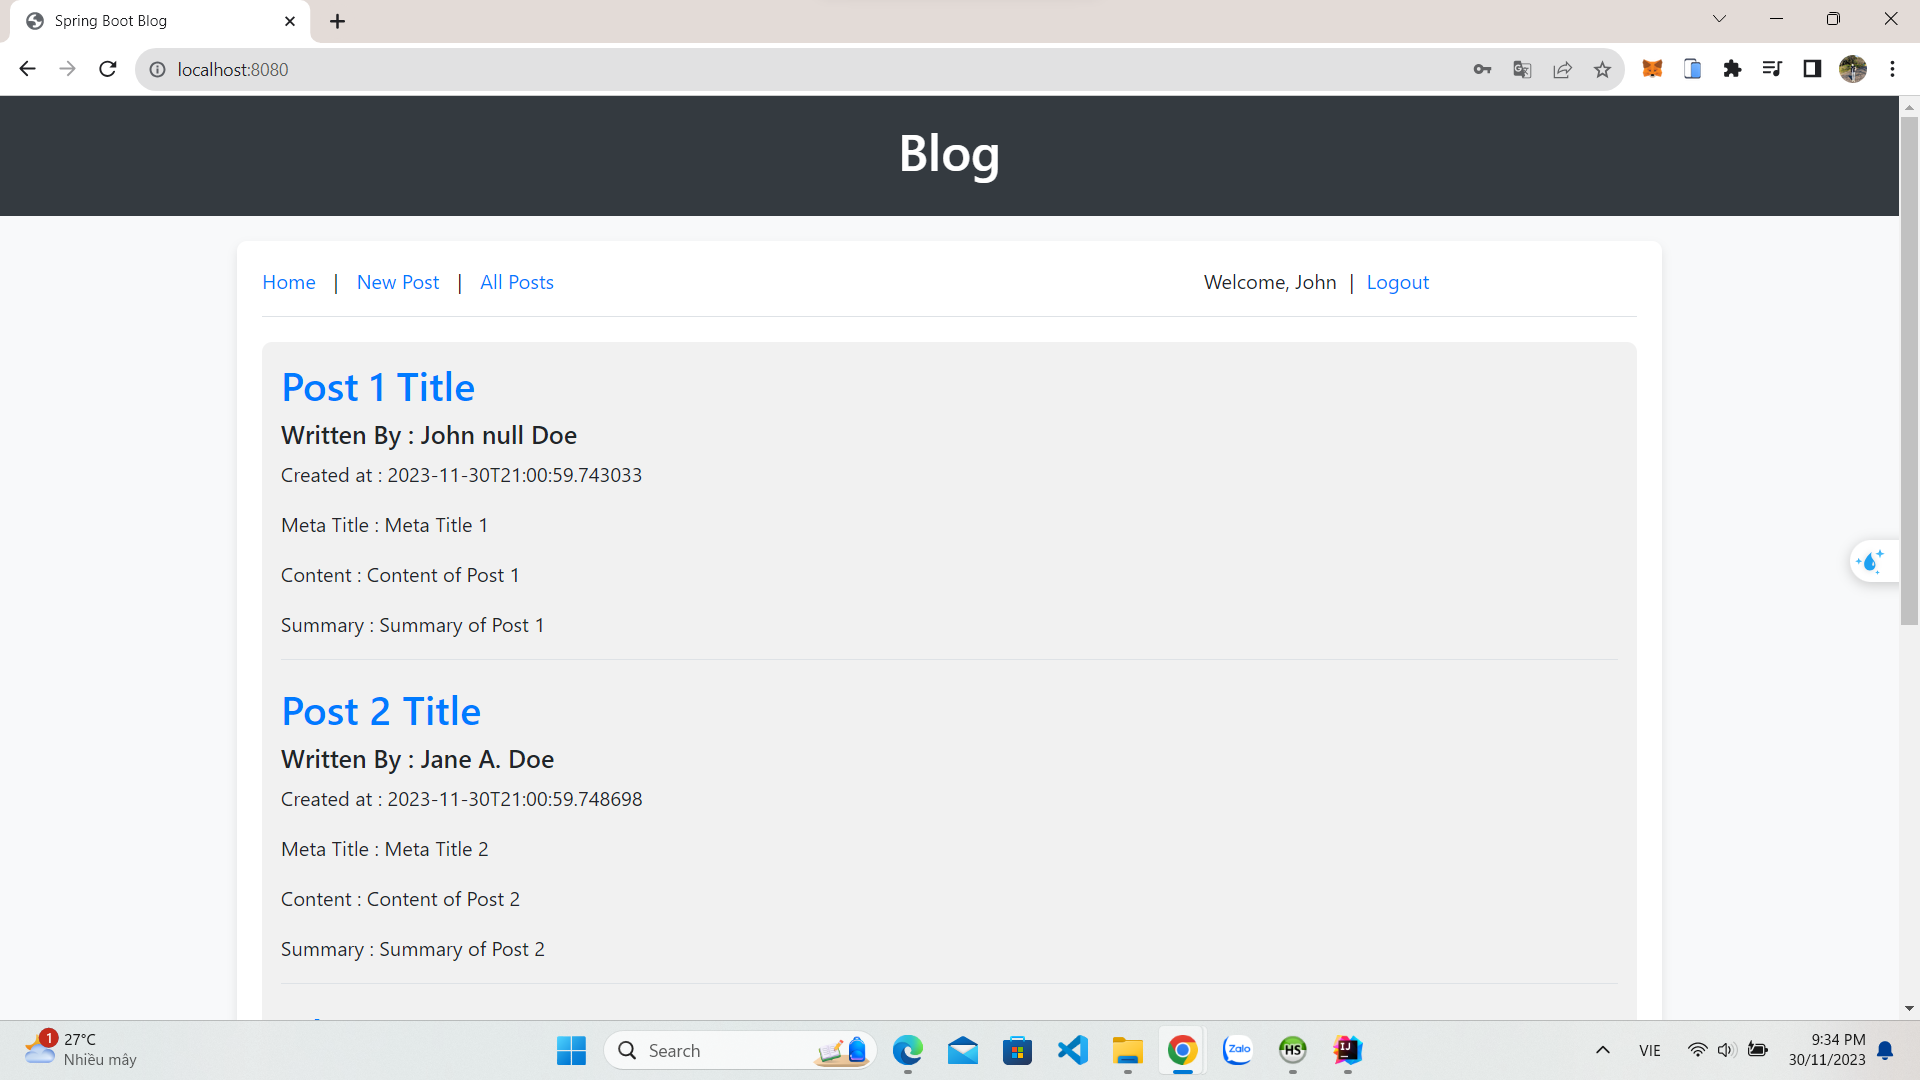 Spring Boot Blog
localhost:8080
Blog
Home | New Post | All Posts Welcome, John | Logout
Post 1 Title
Written By : John null Doe
Created at : 2023-11-30T21:00:59.743033
Meta Title : Meta Title 1
Content : Content of Post 1
Summary : Summary of Post 1
Post 2 Title
Written By : Jane A. Doe
Created at : 2023-11-30T21:00:59.748698
Meta Title : Meta Title 2
Content : Content of Post 2
Summary : Summary of Post 2
1
27°C
Nhiều mây
Search
Zalo
HS
IJ
VIE
9:34 PM
30/11/2023